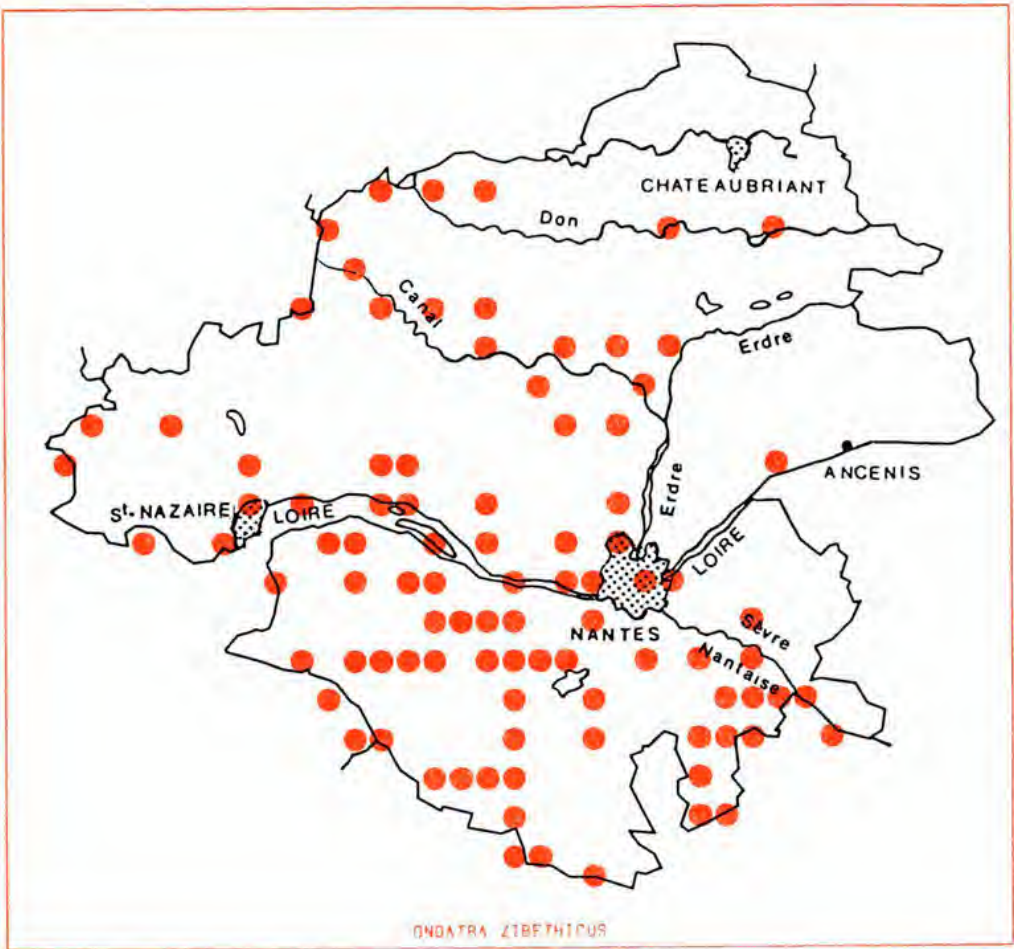 CHATEAUBRIANT
Don
Canal
Erdre
ANCENIS
Erdre
St-NAZAIRE
LOIRE
LOIRE
NANTES
Sèvre
Nantaise
ONDATRA ZIBETHICUS